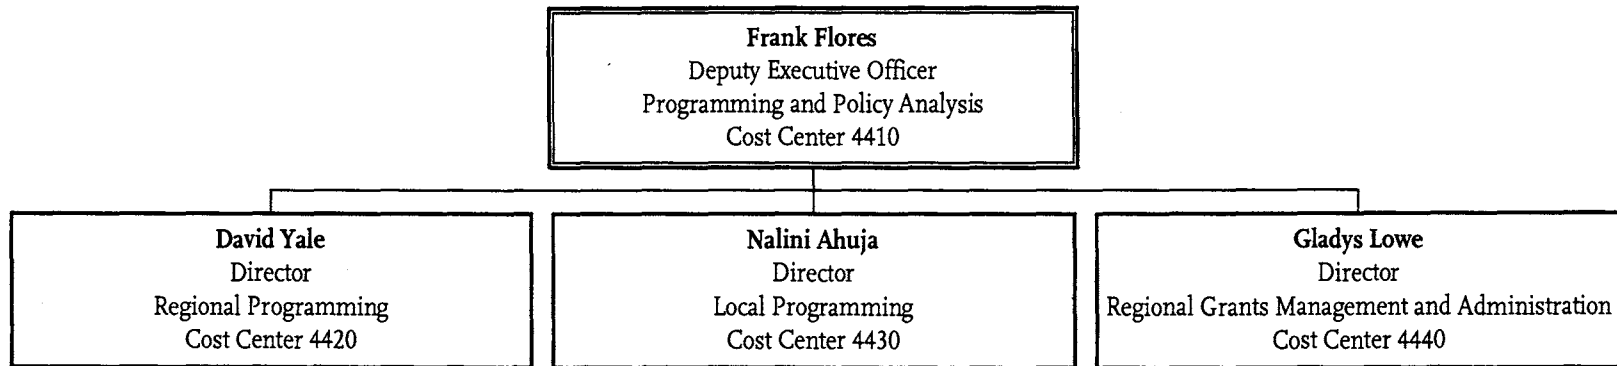 Frank Flores
Deputy Executive Officer
Programming and Policy Analysis
Cost Center 4410
David Yale
Director
Regional Programming
Cost Center 4420
Nalini Ahuja
Director
Local Programming
Cost Center 4430
Gladys Lowe
Director
Regional Grants Management and Administration
Cost Center 4440